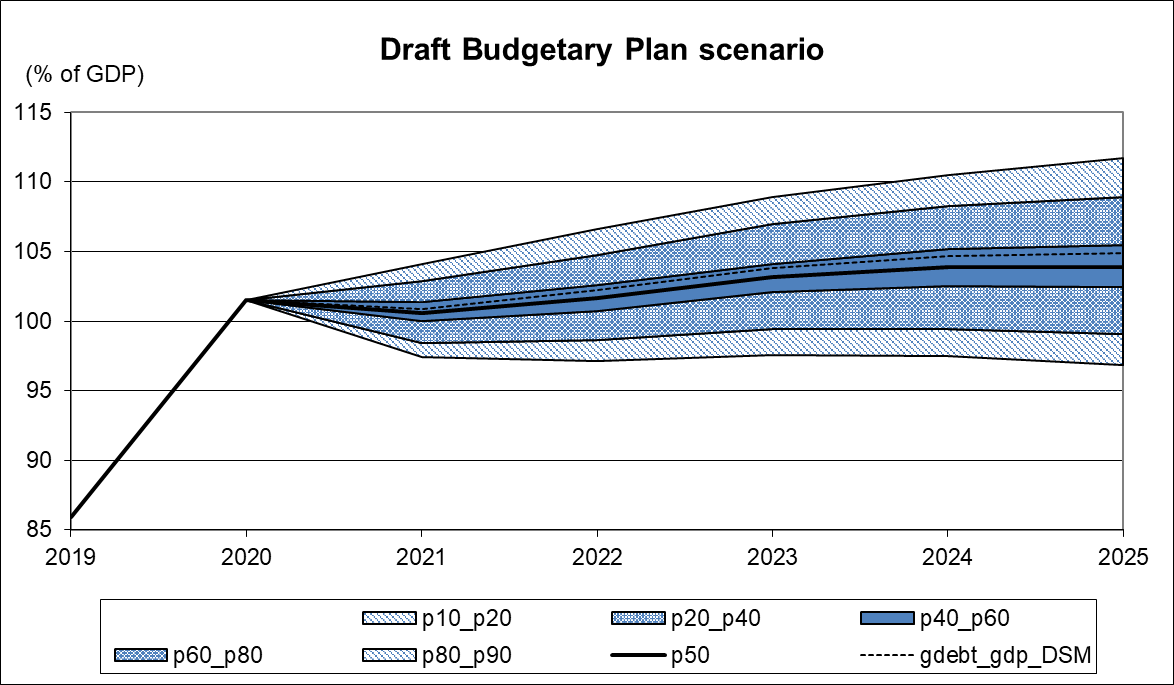 Draft Budgetary Plan scenario
(% of GDP)
115
110
105
100
95
90
85
2019 2020 2021 2022 2023 2024 2025
p10_p20 p20_p40 p40_p60
p60_p80 p80_p90 p50 gdebt_gdp_DSM